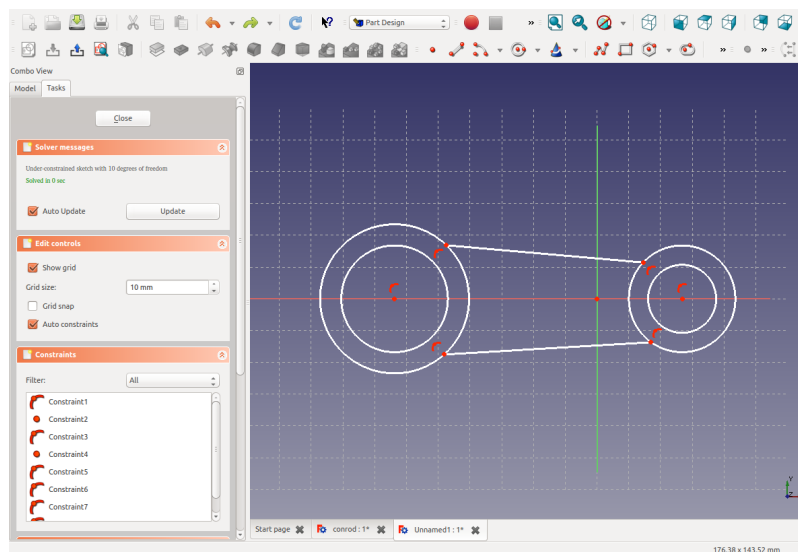 Part Design
»
»
»
Combo View
Model
Tasks
Close
Solver messages
Under-constrained sketch with 10 degrees of freedom
Solved in 0 sec
Auto Update
Update
Edit controls
Show grid
Grid size:
10 mm
Grid snap
Auto constraints
Constraints
Filter:
All
Constraint1
Constraint2
Constraint3
Constraint4
Constraint5
Constraint6
Constraint7
Y
Z
Start page
conrod : 1*
Unnamed1 : 1*
176.38 x 143.52 mm